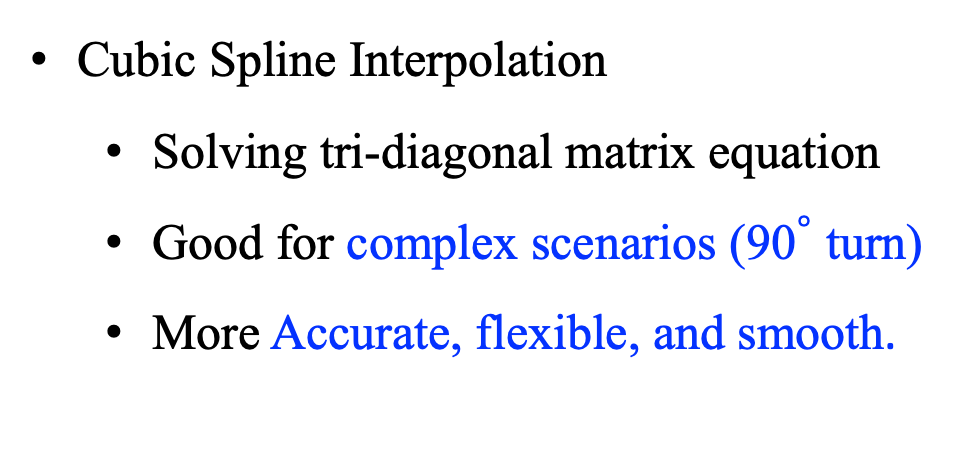 • Cubic Spline Interpolation
• Solving tri-diagonal matrix equation
• Good for complex scenarios (90° turn)
• More Accurate, flexible, and smooth.